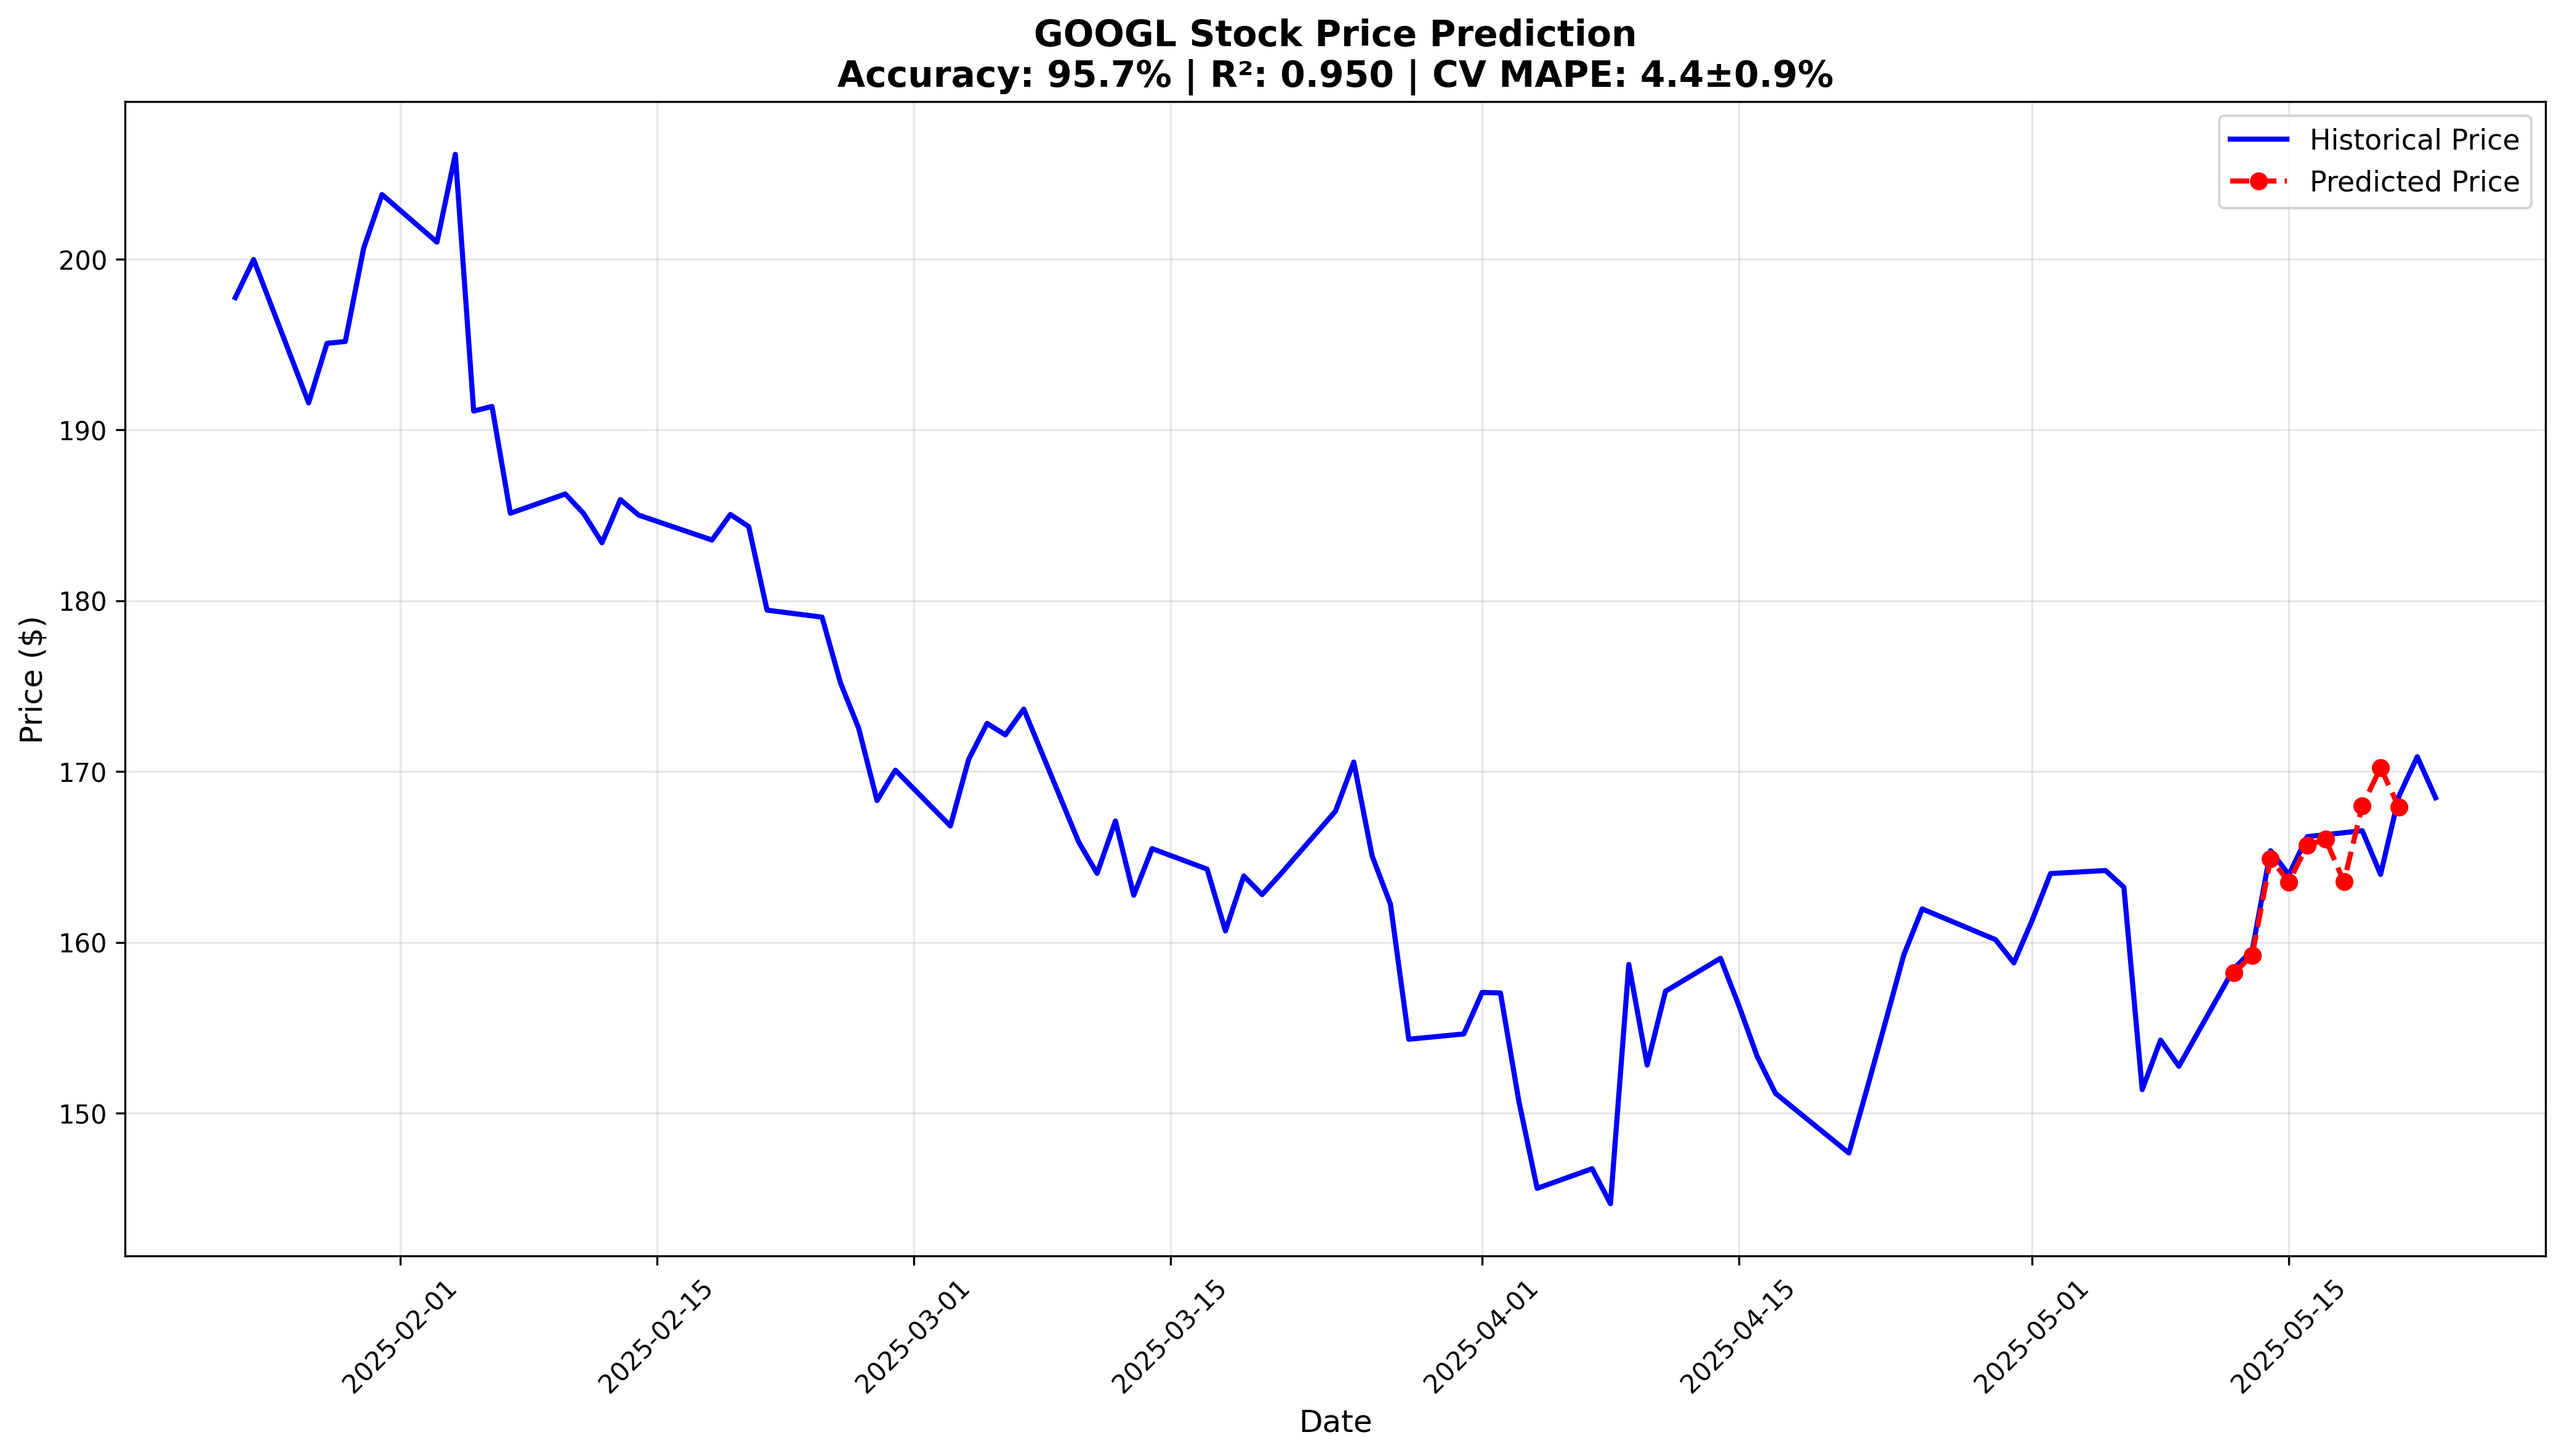 GOOGL Stock Price Prediction
Accuracy: 95.7% | R²: 0.950 | CV MAPE: 4.4±0.9%
Historical Price
Predicted Price
Price ($)
200
190
180
170
160
150
2025-02-01
2025-02-15
2025-03-01
2025-03-15
2025-04-01
2025-04-15
2025-05-01
2025-05-15
Date